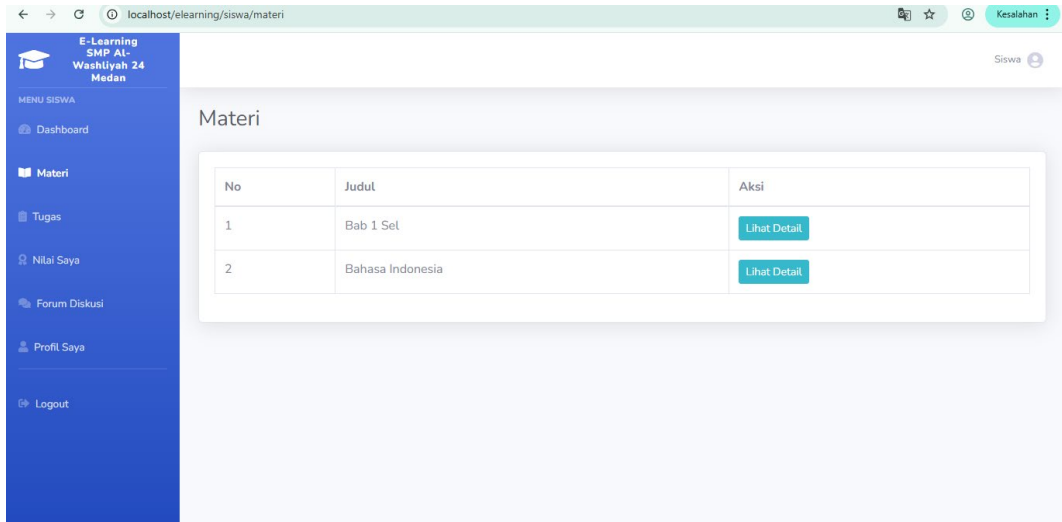 localhost/elearning/siswa/materi
Kesalahan
E-Learning
SMP Al-
Washliyah 24
Medan
Siswa
MENU SISWA
Dashboard
Materi
Tugas
Nilai Saya
Forum Diskusi
Profil Saya
Logout
Materi
No Judul Aksi
1 Bab 1 Sel Lihat Detail
2 Bahasa Indonesia Lihat Detail